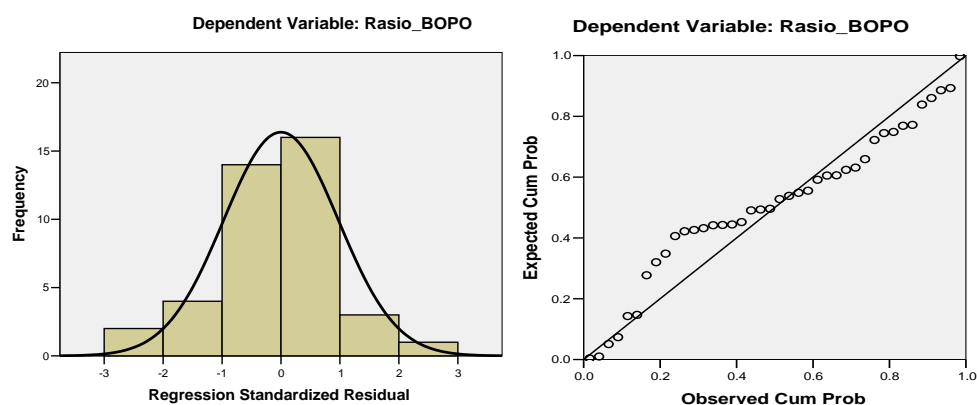 Dependent Variable: Rasio_BOPO
20
15
10
5
0
Frequency
-3 -2 -1 0 1 2 3
Regression Standardized Residual
Dependent Variable: Rasio_BOPO
1.0
0.8
0.6
0.4
0.2
0.0
Expected Cum Prob
0.0 0.2 0.4 0.6 0.8 1.0
Observed Cum Prob